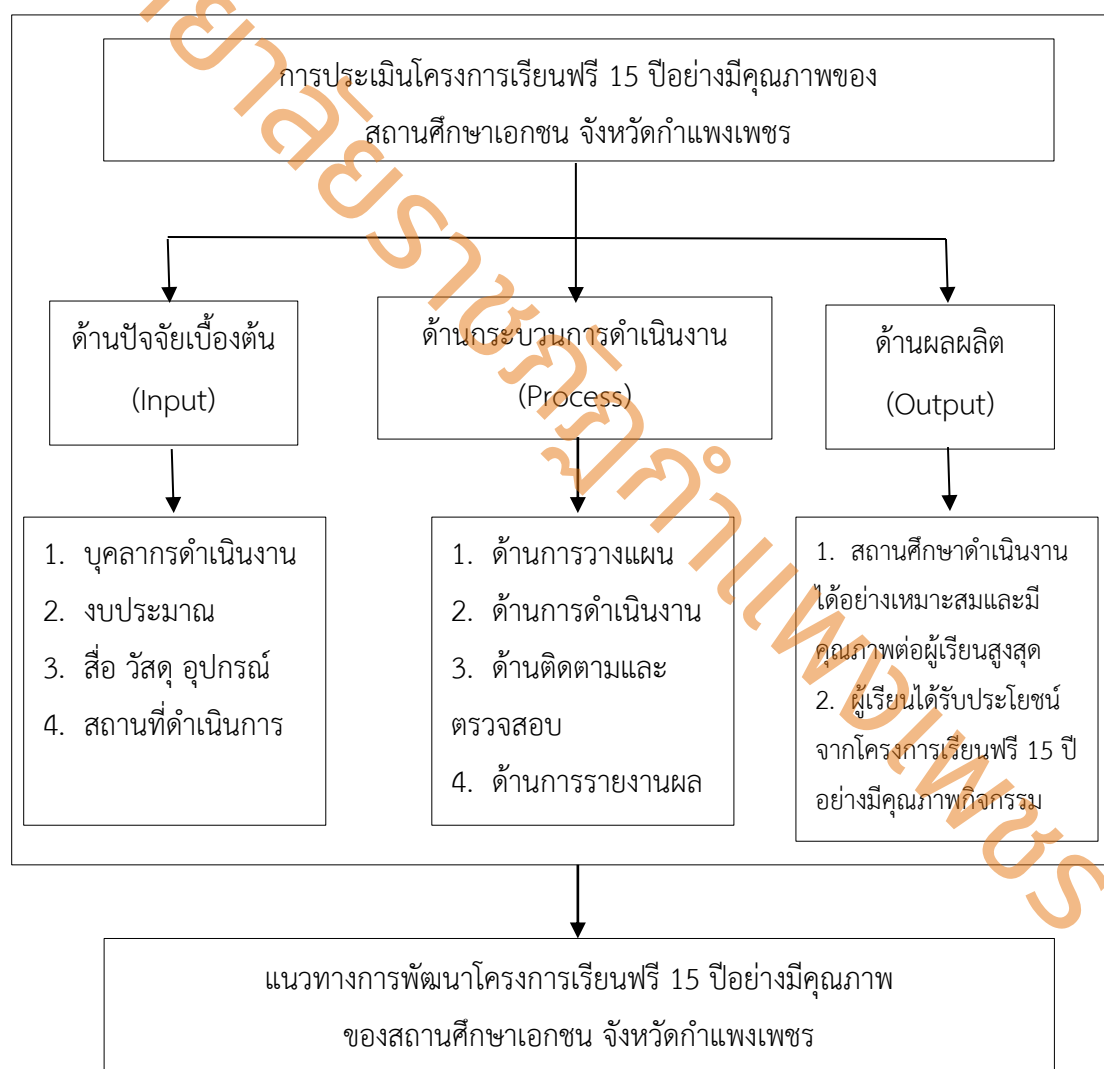 การประเมินโครงการเรียนฟรี 15 ปีอย่างมีคุณภาพของ
สถานศึกษาเอกชน จังหวัดกำแพงเพชร
ด้านปัจจัยเบื้องต้น
(Input)
ด้านกระบวนการดำเนินงาน
(Process)
ด้านผลผลิต
(Output)
1. บุคลากรดำเนินงาน
2. งบประมาณ
3. สื่อ วัสดุ อุปกรณ์
4. สถานที่ดำเนินการ
1. ด้านการวางแผน
2. ด้านการดำเนินงาน
3. ด้านติดตามและ
ตรวจสอบ
4. ด้านการรายงานผล
1. สถานศึกษาดำเนินงาน
ได้อย่างเหมาะสมและมี
คุณภาพต่อผู้เรียนสูงสุด
2. ผู้เรียนได้รับประโยชน์
จากโครงการเรียนฟรี 15 ปี
อย่างมีคุณภาพกิจกรรม
แนวทางการพัฒนาโครงการเรียนฟรี 15 ปีอย่างมีคุณภาพ
ของสถานศึกษาเอกชน จังหวัดกำแพงเพชร
ยาลัยราชภัฏกำแพงเพชร